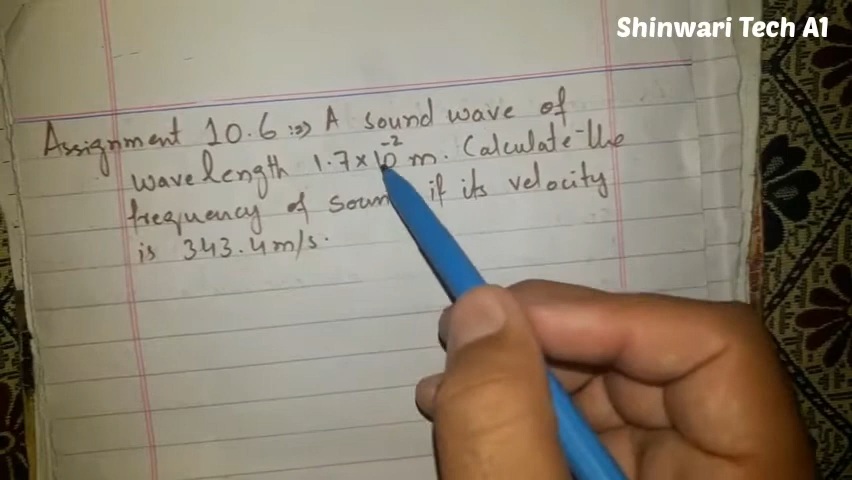 Shinwari Tech A1
Assignment 10.6 ⇒ A sound wave of
wavelength 1.7 × 10⁻² m. Calculate the
frequency of sound if its velocity
is 343.4 m/s.